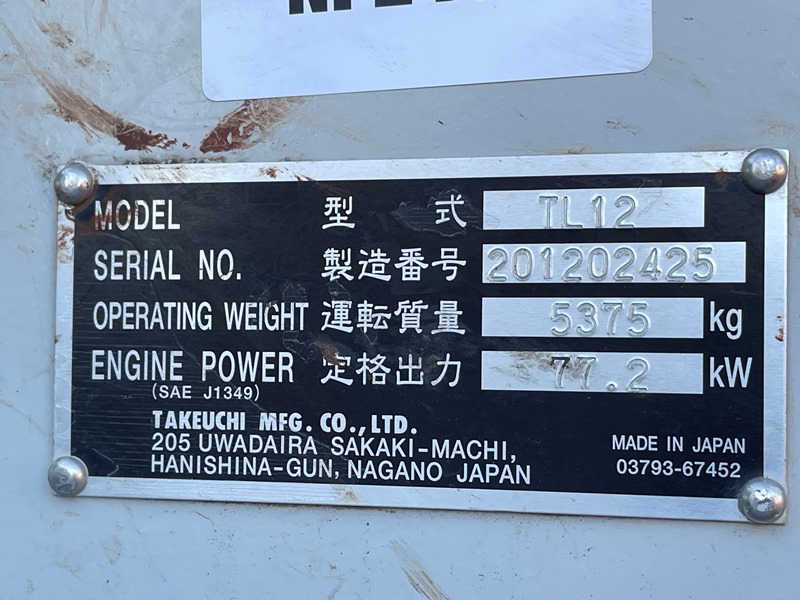 MODEL 型式 TL12
SERIAL NO. 製造番号 201202425
OPERATING WEIGHT 運転質量 5375 kg
ENGINE POWER 定格出力 77.2 kW
(SAE J1349)
TAKEUCHI MFG. CO., LTD.
205 UWADAIRA SAKAKI-MACHI,
HANISHINA-GUN, NAGANO JAPAN
MADE IN JAPAN
03793-67452